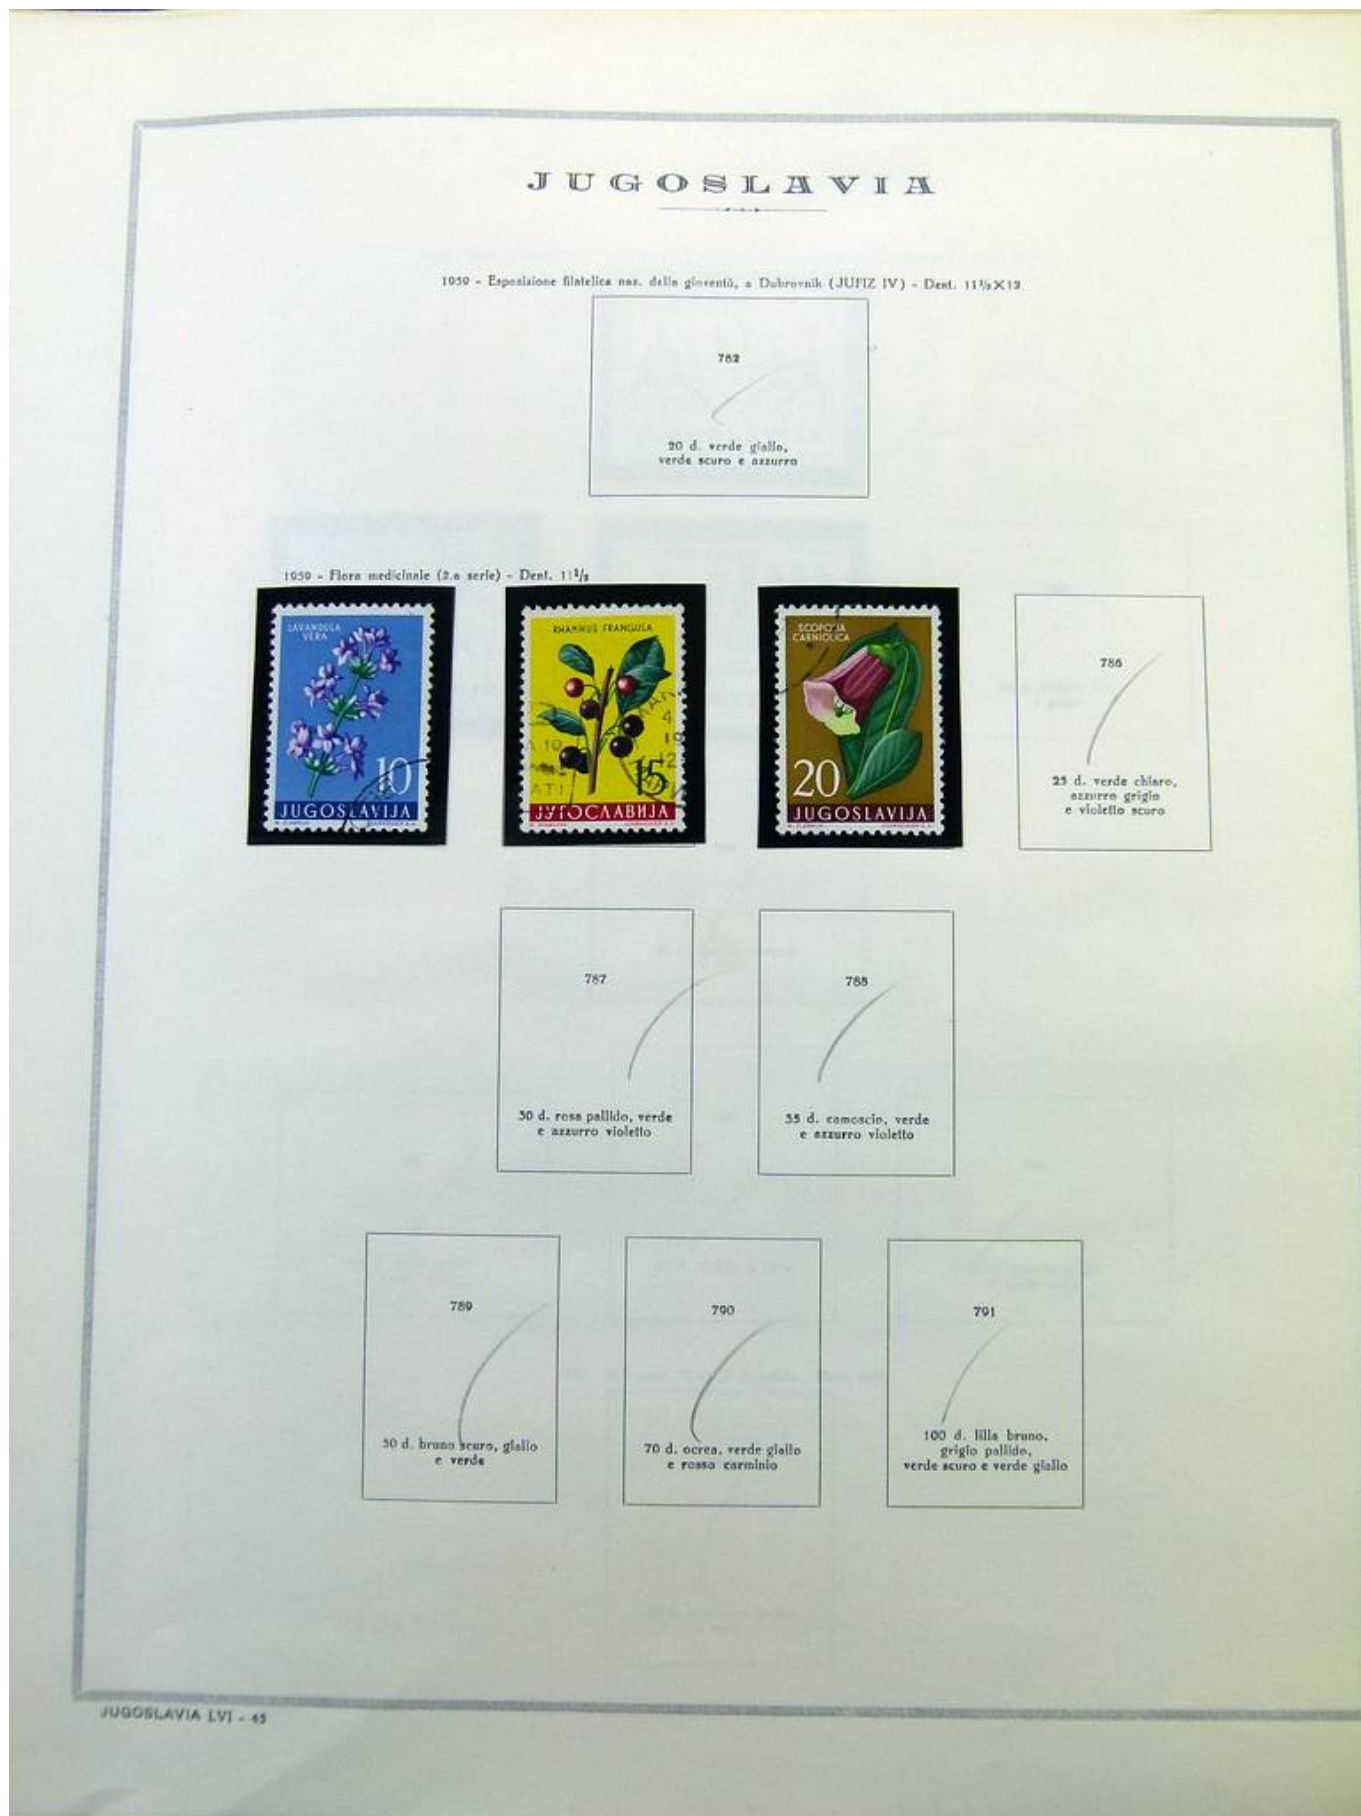 JUGOSLAVIA
1959 - Esposizione filatelica naz. della gioventù, a Dubrovnik (JUFIZ IV) - Dent. 11½×12
782
20 d. verde giallo,
verde scuro e azzurro
1959 - Flora medicinale (2.a serie) - Dent. 11½
LAVANDULA
VERA
10
JUGOSLAVIJA
RHAMNUS FRANGULA
15
ЈУГОСЛАВИЈА
SCOPOLIA
CARNIOLICA
20
JUGOSLAVIJA
786
25 d. verde chiaro,
azzurro grigio
e violetto scuro
787
30 d. rosa pallido, verde
e azzurro violetto
788
35 d. camoscio, verde
e azzurro violetto
789
50 d. bruno scuro, giallo
e verde
790
70 d. ocrea, verde giallo
e rosso carminio
791
100 d. lilla bruno,
grigio pallido,
verde scuro e verde giallo
JUGOSLAVIA LVI - 45